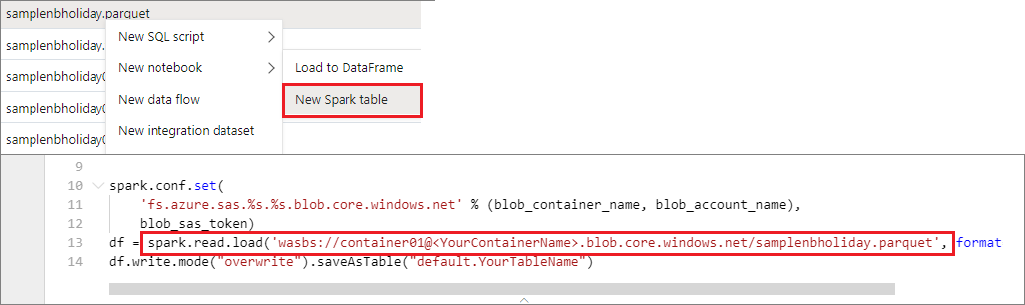 samplenbholiday.parquet
samplenbholiday.
New SQL script
New notebook
Load to DataFrame
samplenbholiday0
New data flow
New Spark table
samplenbholiday0
New integration dataset
samplenbholiday0
9
10 spark.conf.set(
11 'fs.azure.sas.%s.%s.blob.core.windows.net' % (blob_container_name, blob_account_name),
12 blob_sas_token)
13 df = spark.read.load('wasbs://container01@<YourContainerName>.blob.core.windows.net/samplenbholiday.parquet', format
14 df.write.mode("overwrite").saveAsTable("default.YourTableName")